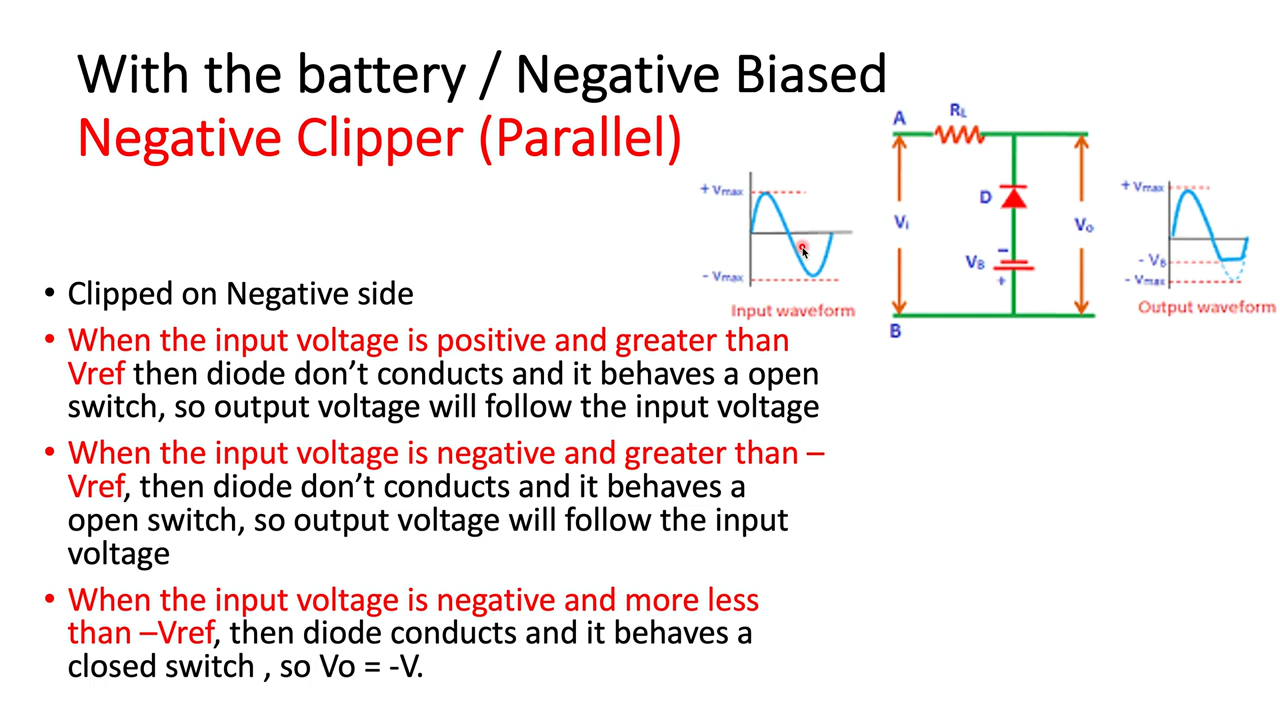 With the battery / Negative Biased
Negative Clipper (Parallel)
A
RL
+ Vmax
- Vmax
Input waveform
Vi
D
VB
−
+
B
Vo
+ Vmax
- VB
- Vmax
Output waveform
• Clipped on Negative side
• When the input voltage is positive and greater than
Vref then diode don’t conducts and it behaves a open
switch, so output voltage will follow the input voltage
• When the input voltage is negative and greater than –
Vref, then diode don’t conducts and it behaves a
open switch, so output voltage will follow the input
voltage
• When the input voltage is negative and more less
than –Vref, then diode conducts and it behaves a
closed switch , so Vo = -V.